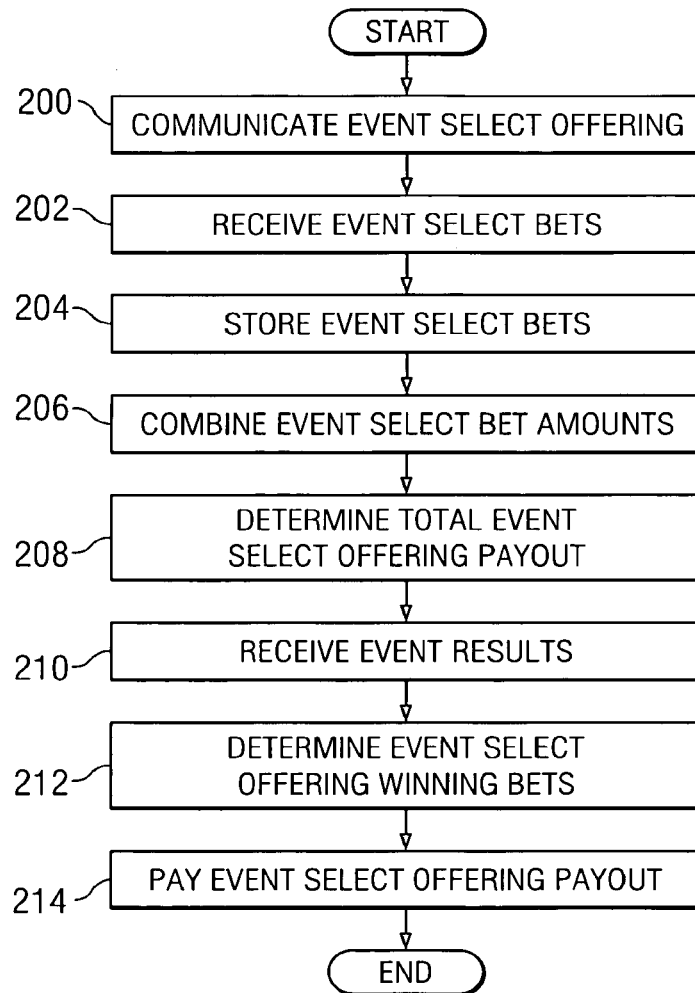 START
200
COMMUNICATE EVENT SELECT OFFERING
202
RECEIVE EVENT SELECT BETS
204
STORE EVENT SELECT BETS
206
COMBINE EVENT SELECT BET AMOUNTS
208
DETERMINE TOTAL EVENT
SELECT OFFERING PAYOUT
210
RECEIVE EVENT RESULTS
212
DETERMINE EVENT SELECT
OFFERING WINNING BETS
214
PAY EVENT SELECT OFFERING PAYOUT
END